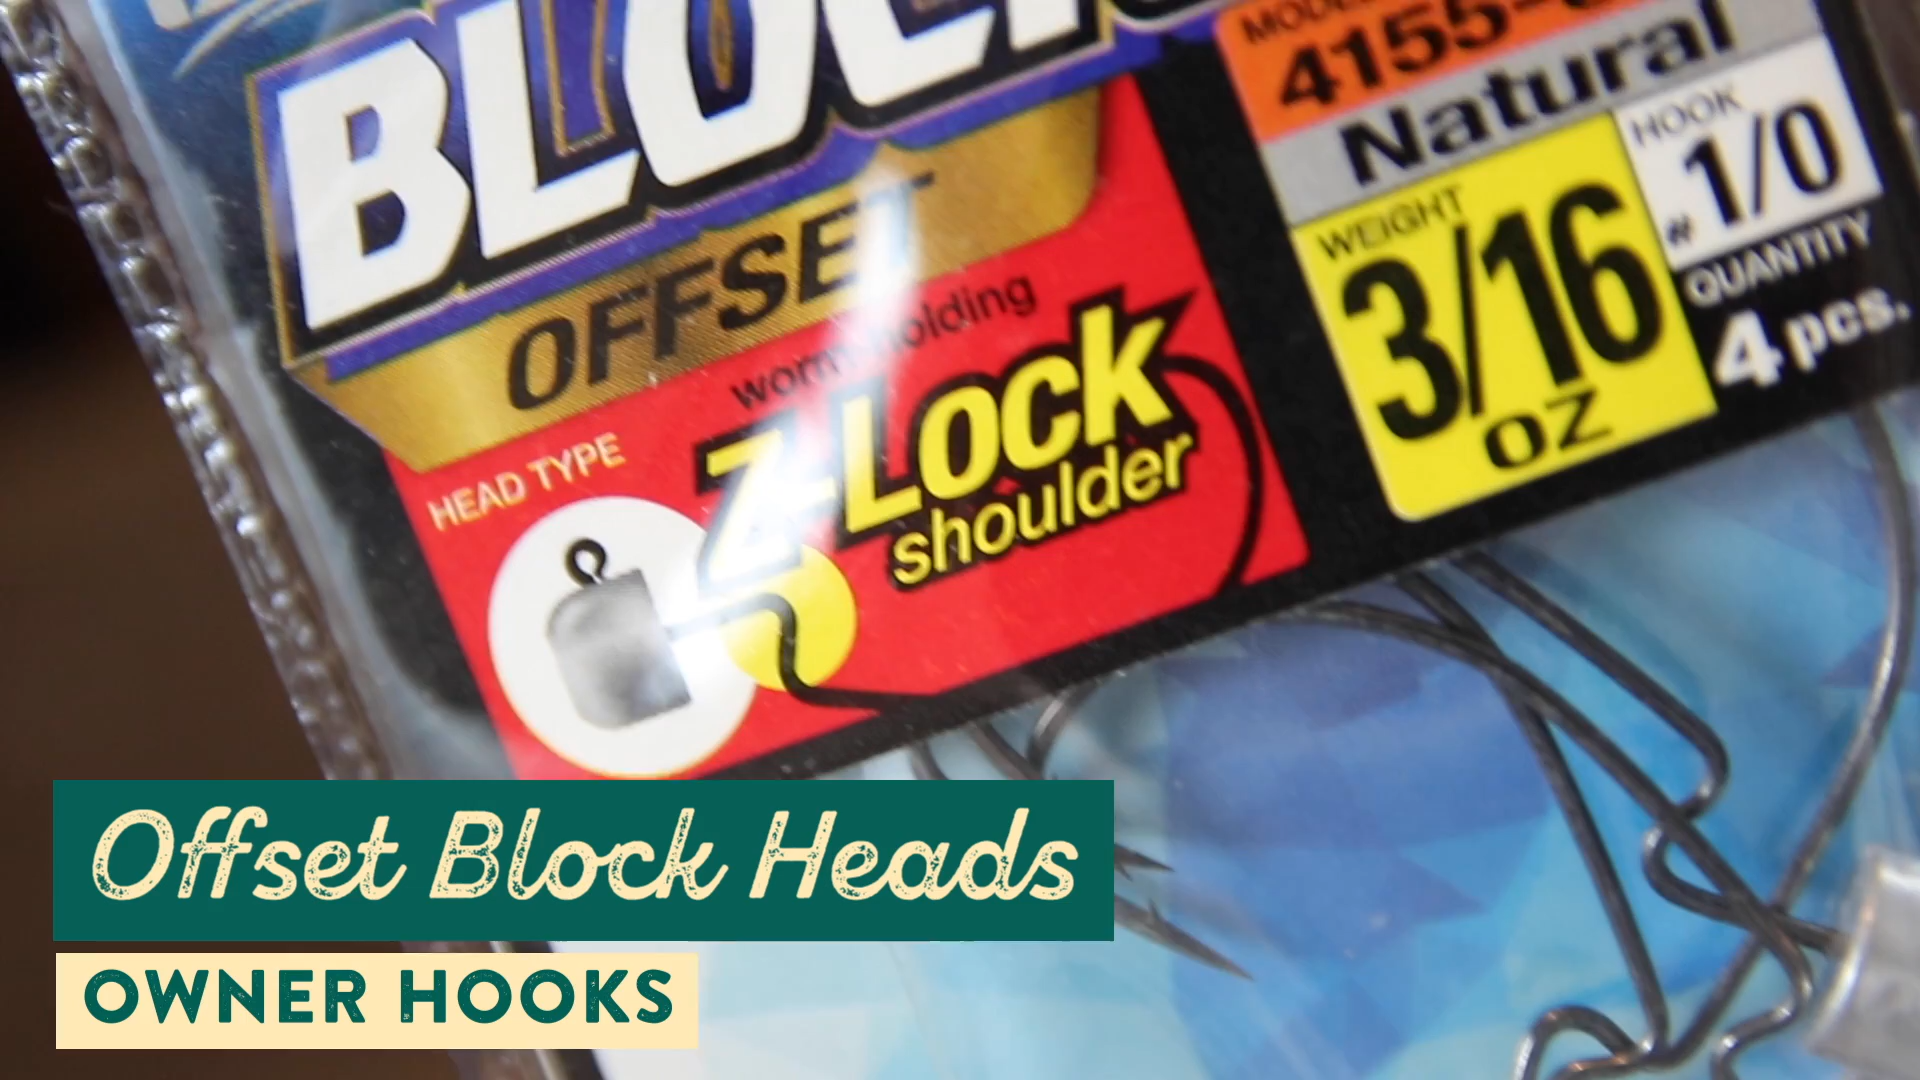 OFFSET
worm holding
Z-LOCK
shoulder
HEAD TYPE
Natural
HOOK
# 1/0
WEIGHT
3/16
OZ
QUANTITY
4 pcs.
Offset Block Heads
OWNER HOOKS